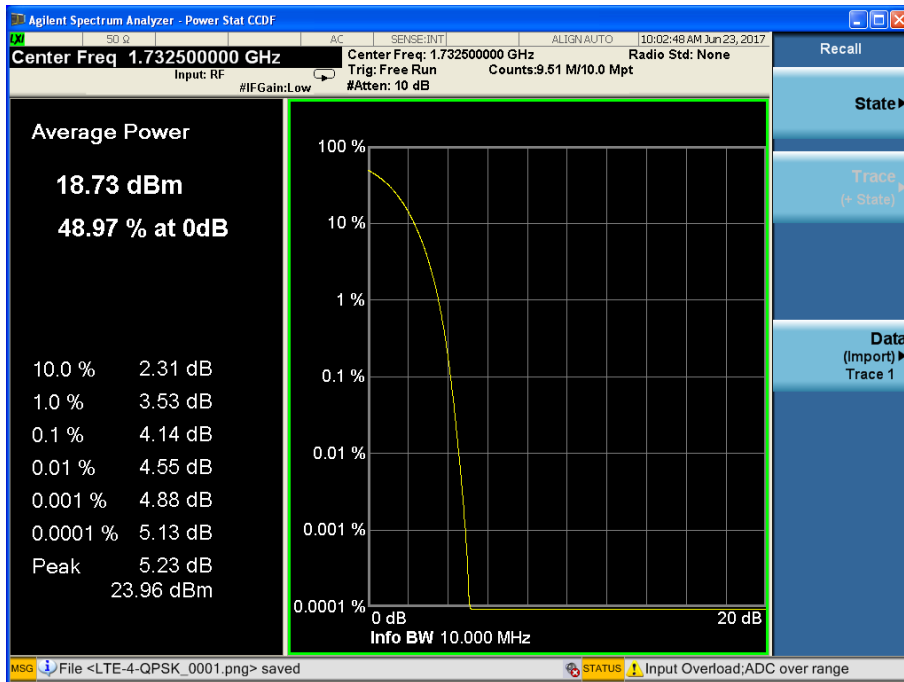 Agilent Spectrum Analyzer - Power Stat CCDF
LXI 50 Ω AC SENSE:INT ALIGN AUTO 10:02:48 AM Jun 23, 2017
Center Freq 1.732500000 GHz
Input: RF
#IFGain:Low
Center Freq: 1.732500000 GHz
Radio Std: None
Trig: Free Run
Counts:9.51 M/10.0 Mpt
#Atten: 10 dB
Average Power
18.73 dBm
48.97 % at 0dB
10.0 % 2.31 dB
1.0 % 3.53 dB
0.1 % 4.14 dB
0.01 % 4.55 dB
0.001 % 4.88 dB
0.0001 % 5.13 dB
Peak 5.23 dB
23.96 dBm
100 %
10 %
1 %
0.1 %
0.01 %
0.001 %
0.0001 %
0 dB 20 dB
Info BW 10.000 MHz
Recall
State
Trace
(+ State)
Data
(Import)
Trace 1
MSG File <LTE-4-QPSK_0001.png> saved
STATUS Input Overload;ADC over range